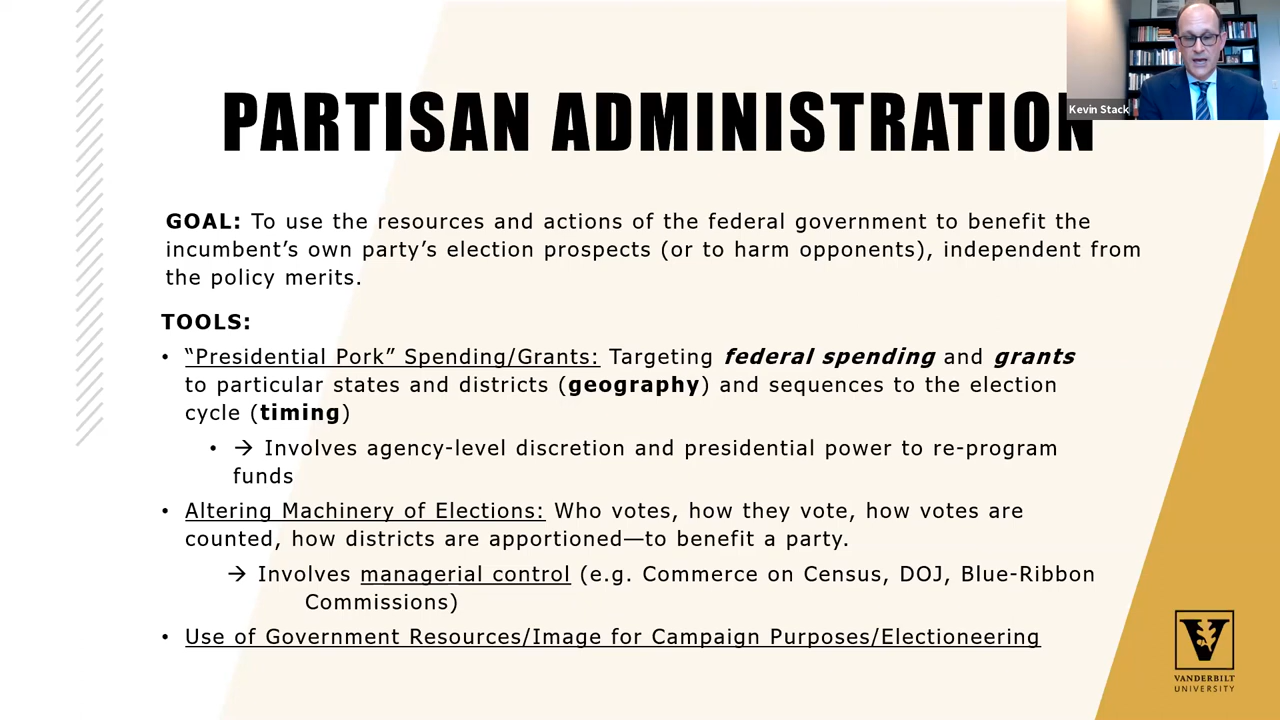 Kevin Stack
PARTISAN ADMINISTRATION
GOAL: To use the resources and actions of the federal government to benefit the
incumbent’s own party’s election prospects (or to harm opponents), independent from
the policy merits.
TOOLS:
• “Presidential Pork” Spending/Grants: Targeting federal spending and grants
to particular states and districts (geography) and sequences to the election
cycle (timing)
• → Involves agency-level discretion and presidential power to re-program
funds
• Altering Machinery of Elections: Who votes, how they vote, how votes are
counted, how districts are apportioned—to benefit a party.
→ Involves managerial control (e.g. Commerce on Census, DOJ, Blue-Ribbon
Commissions)
• Use of Government Resources/Image for Campaign Purposes/Electioneering
V
VANDERBILT
UNIVERSITY